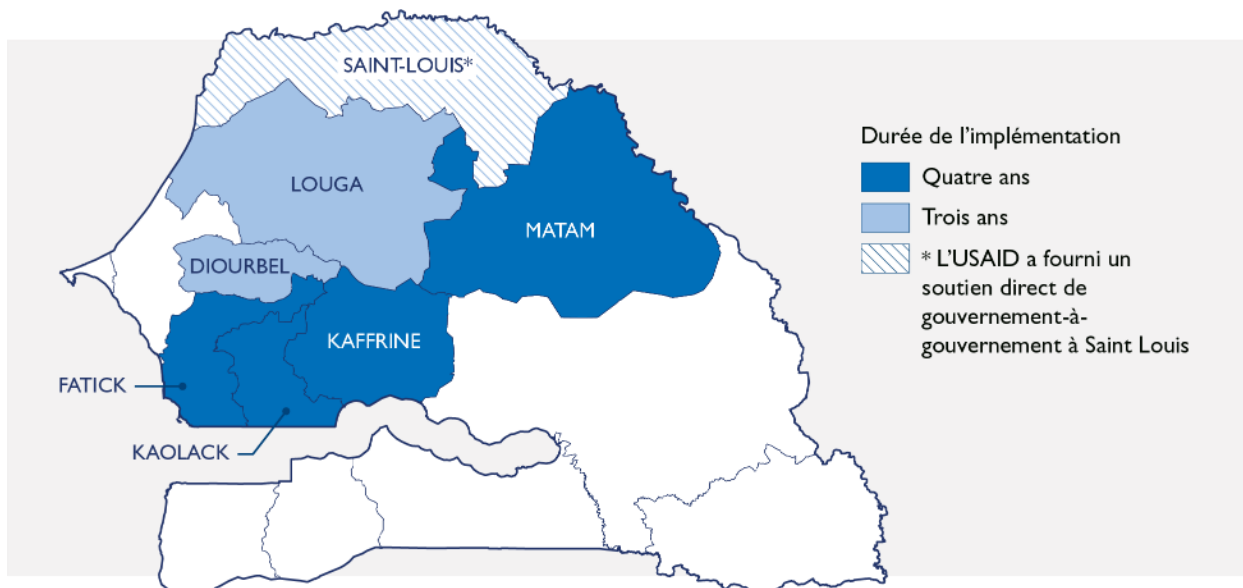 SAINT-LOUIS*
LOUGA
MATAM
DIOURBEL
KAFFRINE
FATICK
KAOLACK
Durée de l'implémentation
Quatre ans
Trois ans
* L'USAID a fourni un
soutien direct de
gouvernement-à-
gouvernement à Saint Louis